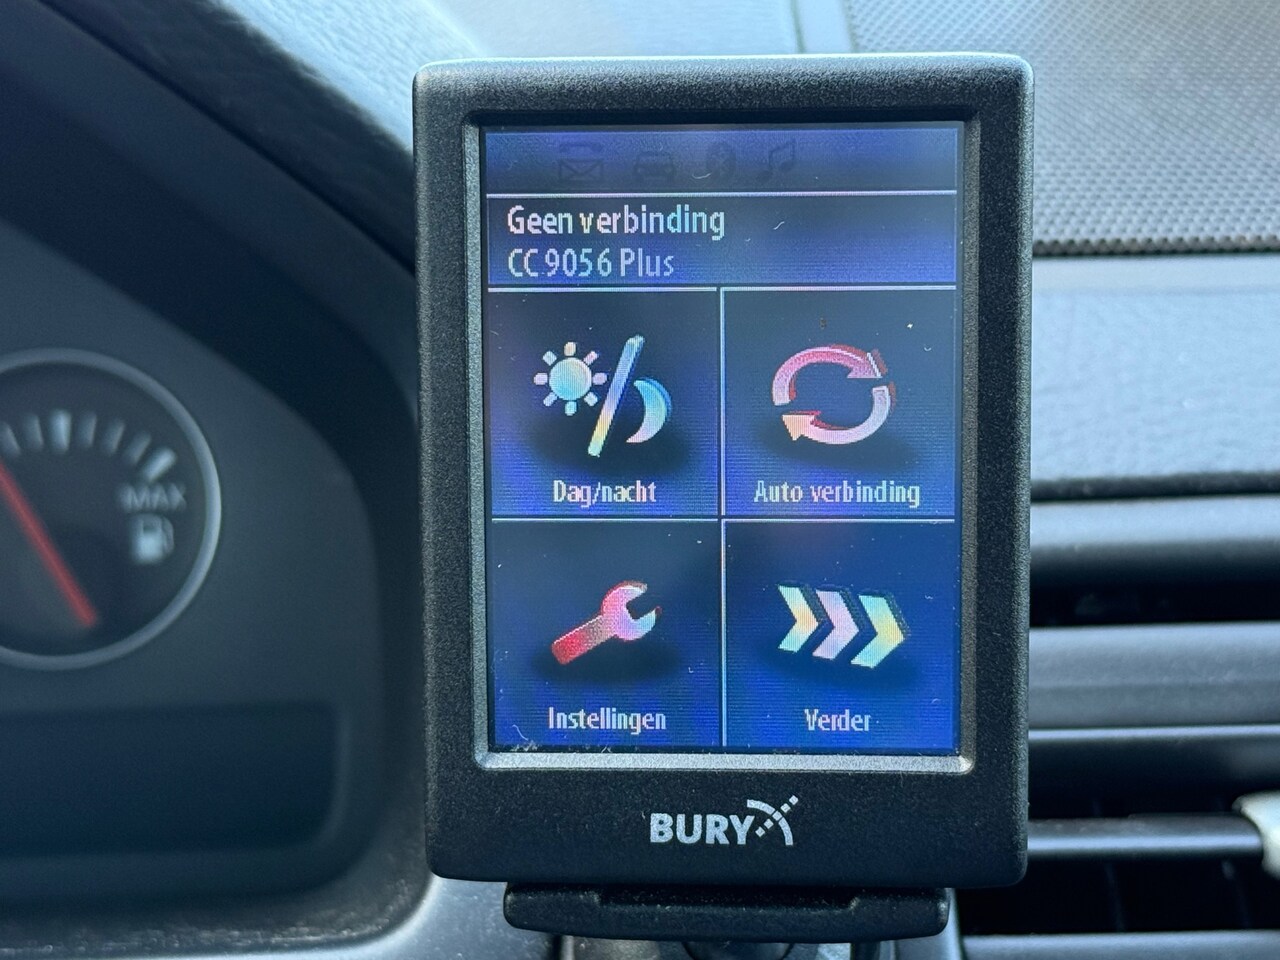 Geen verbinding
CC 9056 Plus
Dag/nacht
Auto verbinding
Instellingen
Verder
BURY
MAX